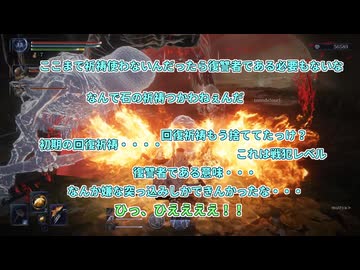 ここまで祈祷使わないんだったら復讐者である必要もないな
なんで石の祈祷つかわねぇんだ
回復祈祷もう捨ててたっけ？
初期の回復祈祷・・・・
これは戦犯レベル
復讐者である意味・・・
なんか嫌な突っ込みしかできんかったな・・・
ひっ、ひええええ！！